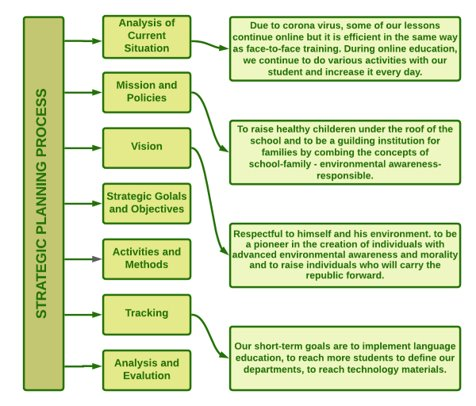 STRATEGIC PLANNING PROCESS
Analysis of
Current
Situation
Due to corona virus, some of our lessons
continue online but it is efficient in the same way
as face-to-face training. During online education,
we continue to do various activities with our
student and increase it every day.
Mission and
Policies
To raise healthy childeren under the roof of the
school and to be a guilding institution for
families by combing the concepts of
school-family - environmental awareness-
responsible.
Vision
Respectful to himself and his environment. to be
a pioneer in the creation of individuals with
advanced environmental awareness and morality
and to raise individuals who will carry the
republic forward.
Strategic Golals
and Objectives
Activities and
Methods
Tracking
Our short-term goals are to implement language
education, to reach more students to define our
departments, to reach technology materials.
Analysis and
Evalution